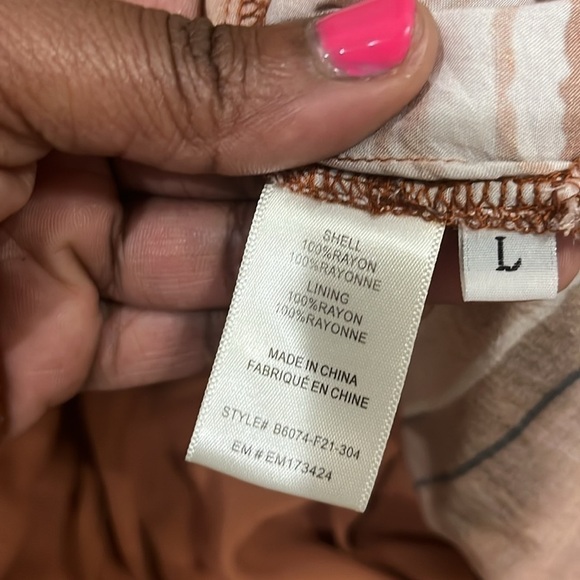 SHELL
100%RAYON
100%RAYONNE
LINING
100%RAYON
100%RAYONNE
MADE IN CHINA
FABRIQUÉ EN CHINE
STYLE# B6074-F21-304
EM # EM173424
L